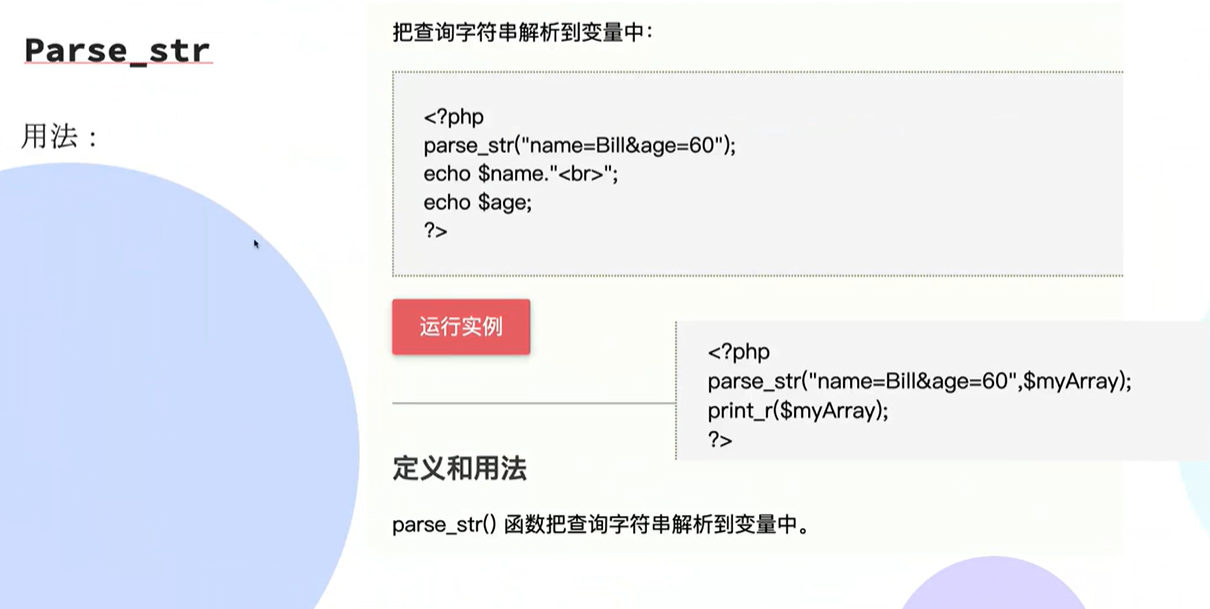 Parse_str
用法：
把查询字符串解析到变量中：
<?php
parse_str("name=Bill&age=60");
echo $name."<br>";
echo $age;
?>
运行实例
<?php
parse_str("name=Bill&age=60",$myArray);
print_r($myArray);
?>
定义和用法
parse_str() 函数把查询字符串解析到变量中。